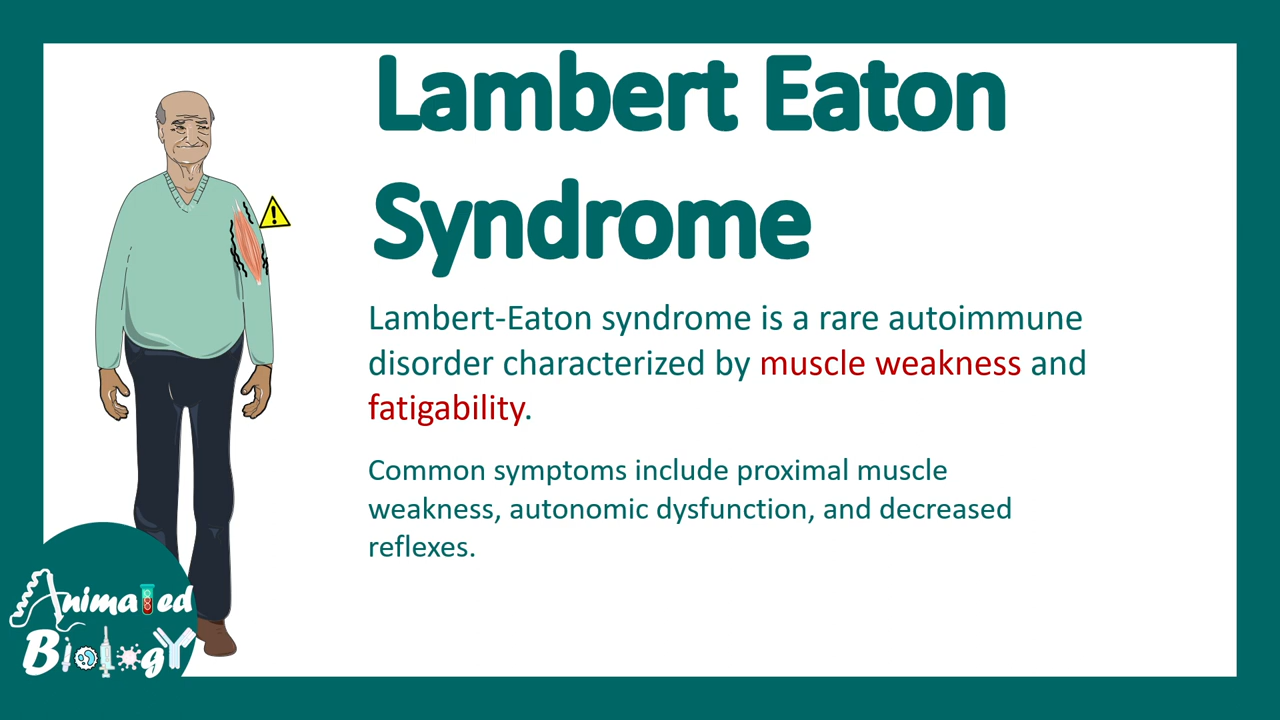 Lambert Eaton
Syndrome
Lambert-Eaton syndrome is a rare autoimmune
disorder characterized by muscle weakness and
fatigability.
Common symptoms include proximal muscle
weakness, autonomic dysfunction, and decreased
reflexes.
Animated
Biology